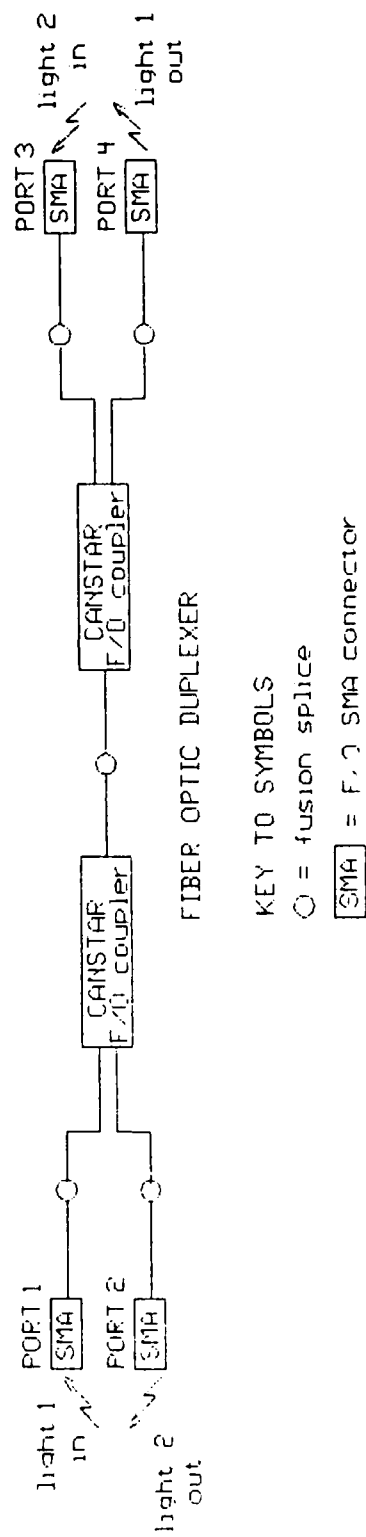 light 1
in
PORT 1
SMA
PORT 2
SMA
light 2
out
CANSTAR
F/O coupler
CANSTAR
F/O coupler
PORT 3
SMA
light 2
in
PORT 4
SMA
light 1
out
FIBER OPTIC DUPLEXER
KEY TO SYMBOLS
= fusion splice
SMA = F/O SMA connector